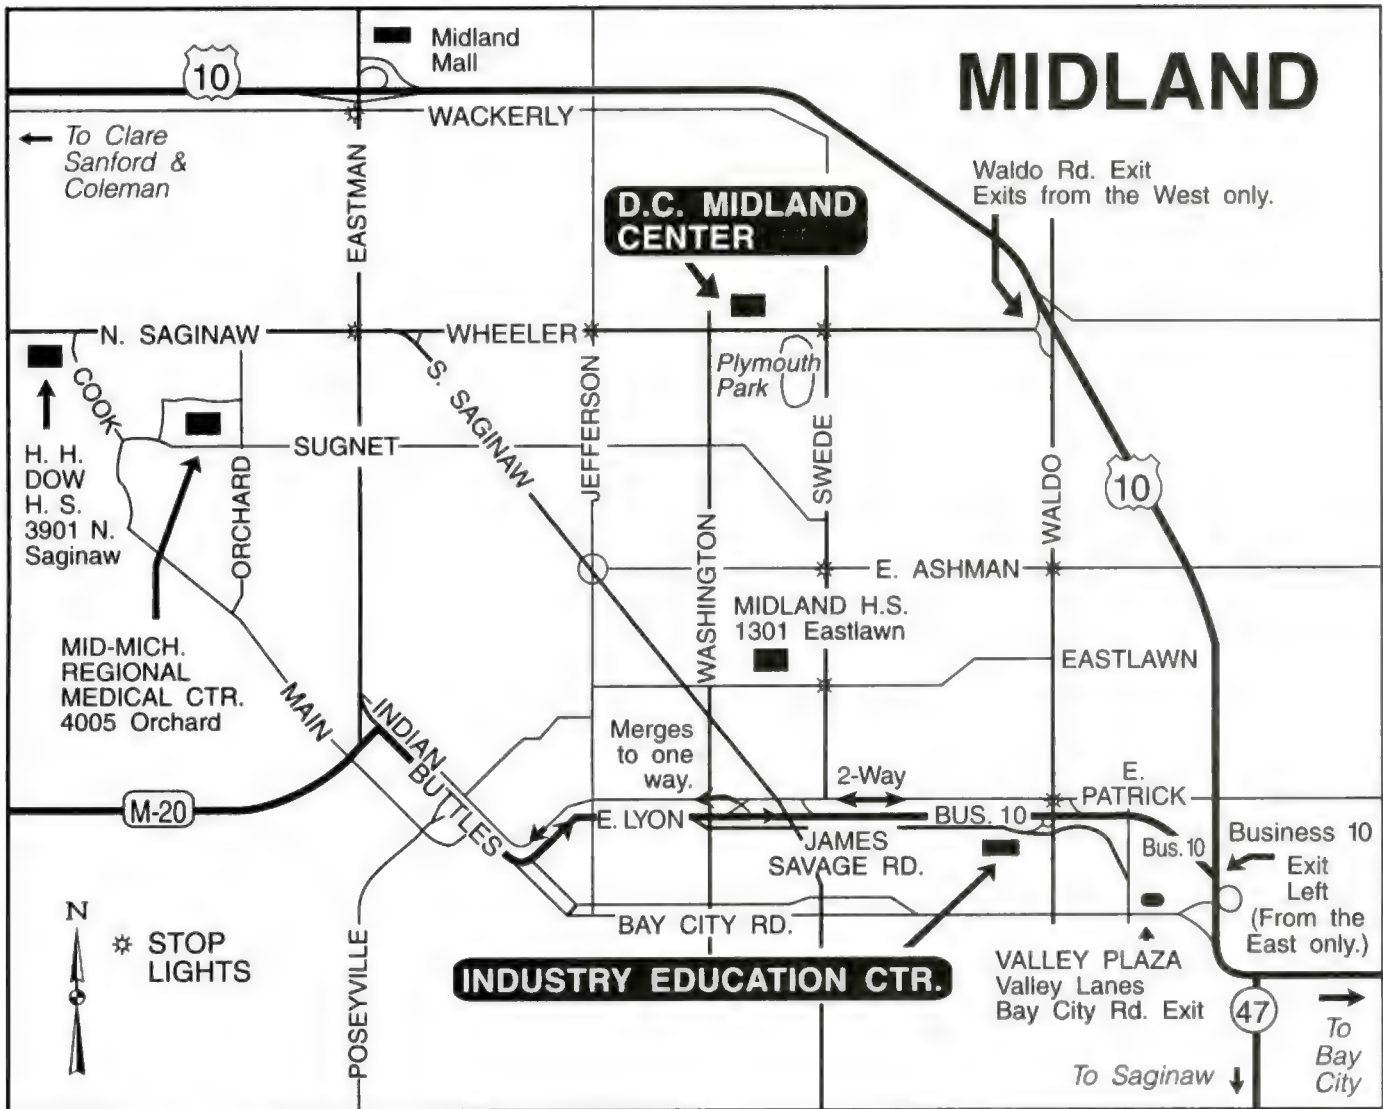 MIDLAND
10
Midland
Mall
WACKERLY
To Clare
Sanford &
Coleman
EASTMAN
Waldo Rd. Exit
Exits from the West only.
D.C. MIDLAND
CENTER
N. SAGINAW
WHEELER
S. SAGINAW
JEFFERSON
Plymouth
Park
SWEDE
WALDO
10
COOK
H. H.
DOW
H. S.
3901 N.
Saginaw
SUGNET
ORCHARD
WASHINGTON
E. ASHMAN
MIDLAND H.S.
1301 Eastlawn
EASTLAWN
MID-MICH.
REGIONAL
MEDICAL CTR.
4005 Orchard
MAIN
INDIAN
BUTTLES
Merges
to one
way.
2-Way
E.
PATRICK
M-20
E. LYON
BUS. 10
JAMES
SAVAGE RD.
Bus. 10
Business 10
Exit
Left
(From the
East only.)
BAY CITY RD.
N
STOP
LIGHTS
POSEYVILLE
INDUSTRY EDUCATION CTR.
VALLEY PLAZA
Valley Lanes
Bay City Rd. Exit
47
To
Bay
City
To Saginaw